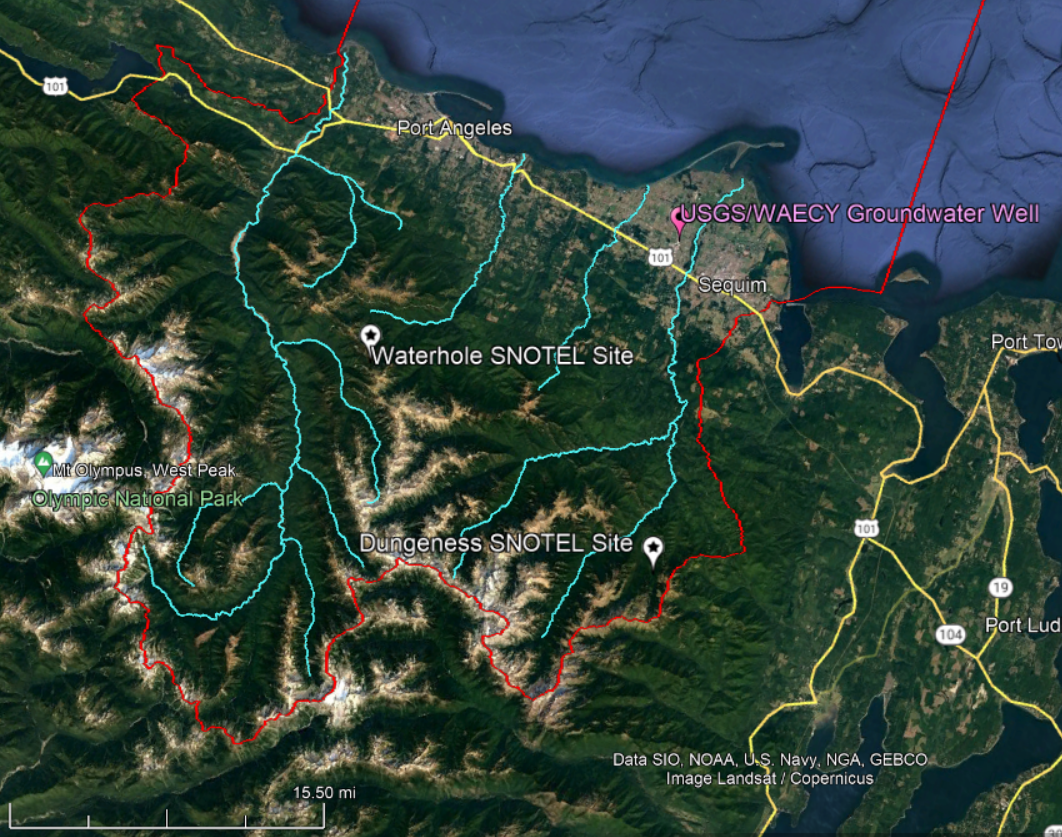 101
Port Angeles
USGS/WAECY Groundwater Well
101
Sequim
Waterhole SNOTEL Site
Port Tow
Mt Olympus, West Peak
Olympic National Park
101
Dungeness SNOTEL Site
19
104
Port Lud
Data SIO, NOAA, U.S. Navy, NGA, GEBCO
Image Landsat / Copernicus
15.50 mi